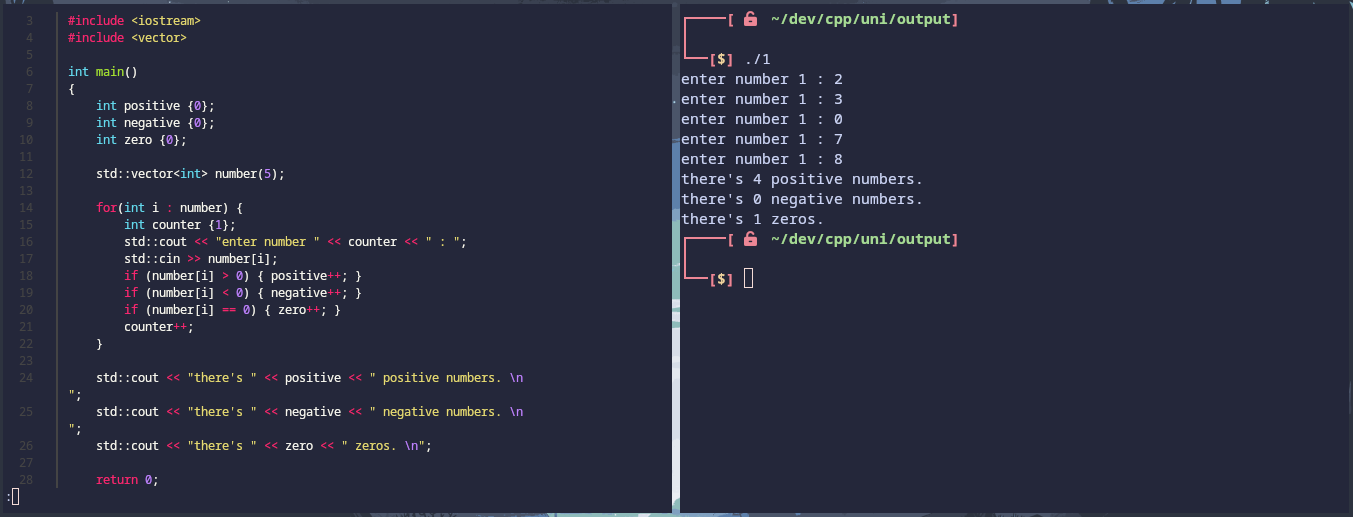 3 #include <iostream>
4 #include <vector>
5
6 int main()
7 {
8     int positive {0};
9     int negative {0};
10     int zero {0};
11
12     std::vector<int> number(5);
13
14     for(int i : number) {
15         int counter {1};
16         std::cout << "enter number " << counter << " : ";
17         std::cin >> number[i];
18         if (number[i] > 0) { positive++; }
19         if (number[i] < 0) { negative++; }
20         if (number[i] == 0) { zero++; }
21         counter++;
22     }
23
24     std::cout << "there's " << positive << " positive numbers. \n
";
25     std::cout << "there's " << negative << " negative numbers. \n
";
26     std::cout << "there's " << zero << " zeros. \n";
27
28     return 0;
:
[ ~/dev/cpp/uni/output]
[$] ./1
enter number 1 : 2
enter number 1 : 3
enter number 1 : 0
enter number 1 : 7
enter number 1 : 8
there's 4 positive numbers.
there's 0 negative numbers.
there's 1 zeros.
[ ~/dev/cpp/uni/output]
[$]